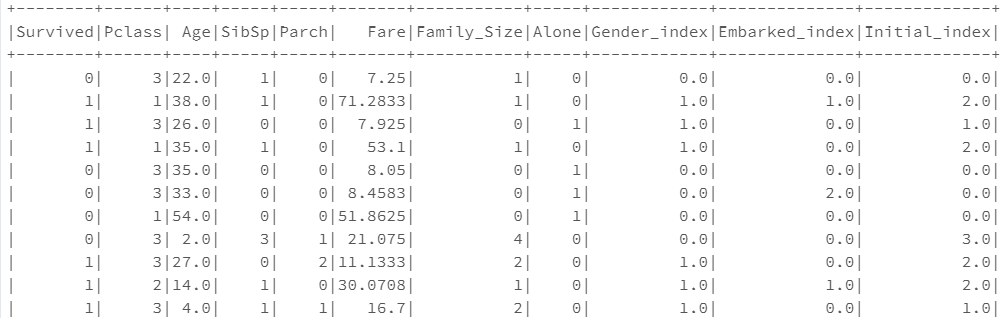 +--------+------+----+-----+-----+-------+-----------+-----+------------+--------------+-------------+
|Survived|Pclass| Age|SibSp|Parch|   Fare|Family_Size|Alone|Gender_index|Embarked_index|Initial_index|
+--------+------+----+-----+-----+-------+-----------+-----+------------+--------------+-------------+
|       0|     3|22.0|    1|    0|   7.25|          1|    0|         0.0|           0.0|          0.0|
|       1|     1|38.0|    1|    0|71.2833|          1|    0|         1.0|           1.0|          2.0|
|       1|     3|26.0|    0|    0|  7.925|          0|    1|         1.0|           0.0|          1.0|
|       1|     1|35.0|    1|    0|   53.1|          1|    0|         1.0|           0.0|          2.0|
|       0|     3|35.0|    0|    0|   8.05|          0|    1|         0.0|           0.0|          0.0|
|       0|     3|33.0|    0|    0| 8.4583|          0|    1|         0.0|           2.0|          0.0|
|       0|     1|54.0|    0|    0|51.8625|          0|    1|         0.0|           0.0|          0.0|
|       0|     3| 2.0|    3|    1| 21.075|          4|    0|         0.0|           0.0|          3.0|
|       1|     3|27.0|    0|    2|11.1333|          2|    0|         1.0|           0.0|          2.0|
|       1|     2|14.0|    1|    0|30.0708|          1|    0|         1.0|           1.0|          2.0|
|       1|     3| 4.0|    1|    1|   16.7|          2|    0|         1.0|           0.0|          1.0|